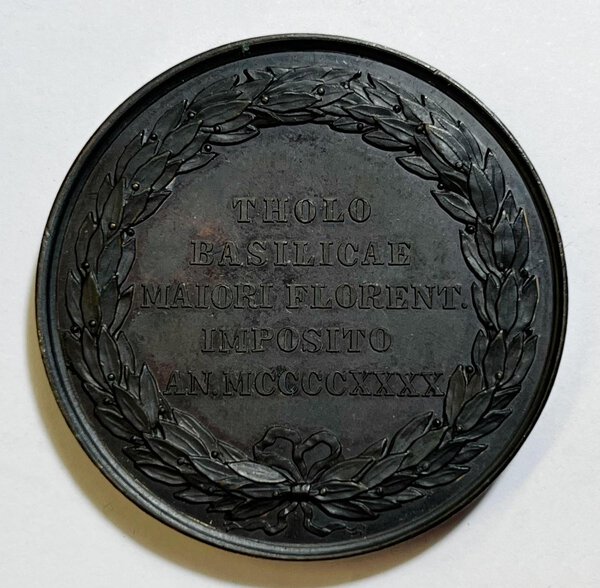 THOLO
BASILICAE
MAIORI FLORENT.
IMPOSITO
AN. MCCCCXXXX